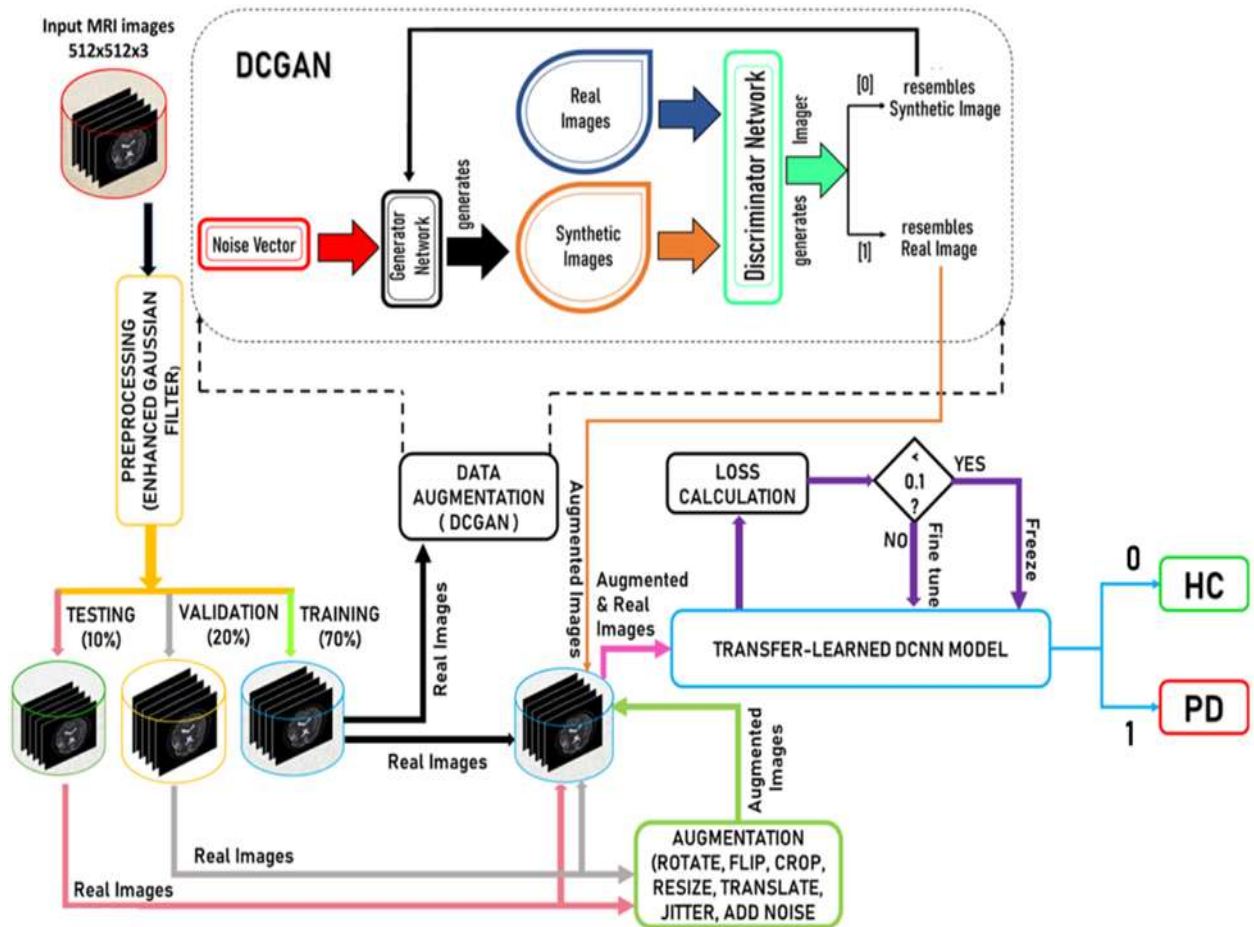 Input MRI images
512x512x3
DCGAN
Real
Images
Discriminator Network
generates
Images
[0]
resembles
Synthetic Image
Noise Vector
Generator
Network
generates
Synthetic
Images
[1]
resembles
Real Image
PREPROCESSING
(ENHANCED GAUSSIAN
FILTER)
DATA
AUGMENTATION
( DCGAN )
Augmented Images
LOSS
CALCULATION
<
0.1
?
YES
NO
Fine tune
Freeze
TESTING
(10%)
VALIDATION
(20%)
TRAINING
(70%)
Real Images
Augmented
& Real
Images
TRANSFER-LEARNED DCNN MODEL
0
HC
1
PD
Real Images
Augmented
Images
Real Images
Real Images
AUGMENTATION
(ROTATE, FLIP, CROP,
RESIZE, TRANSLATE,
JITTER, ADD NOISE